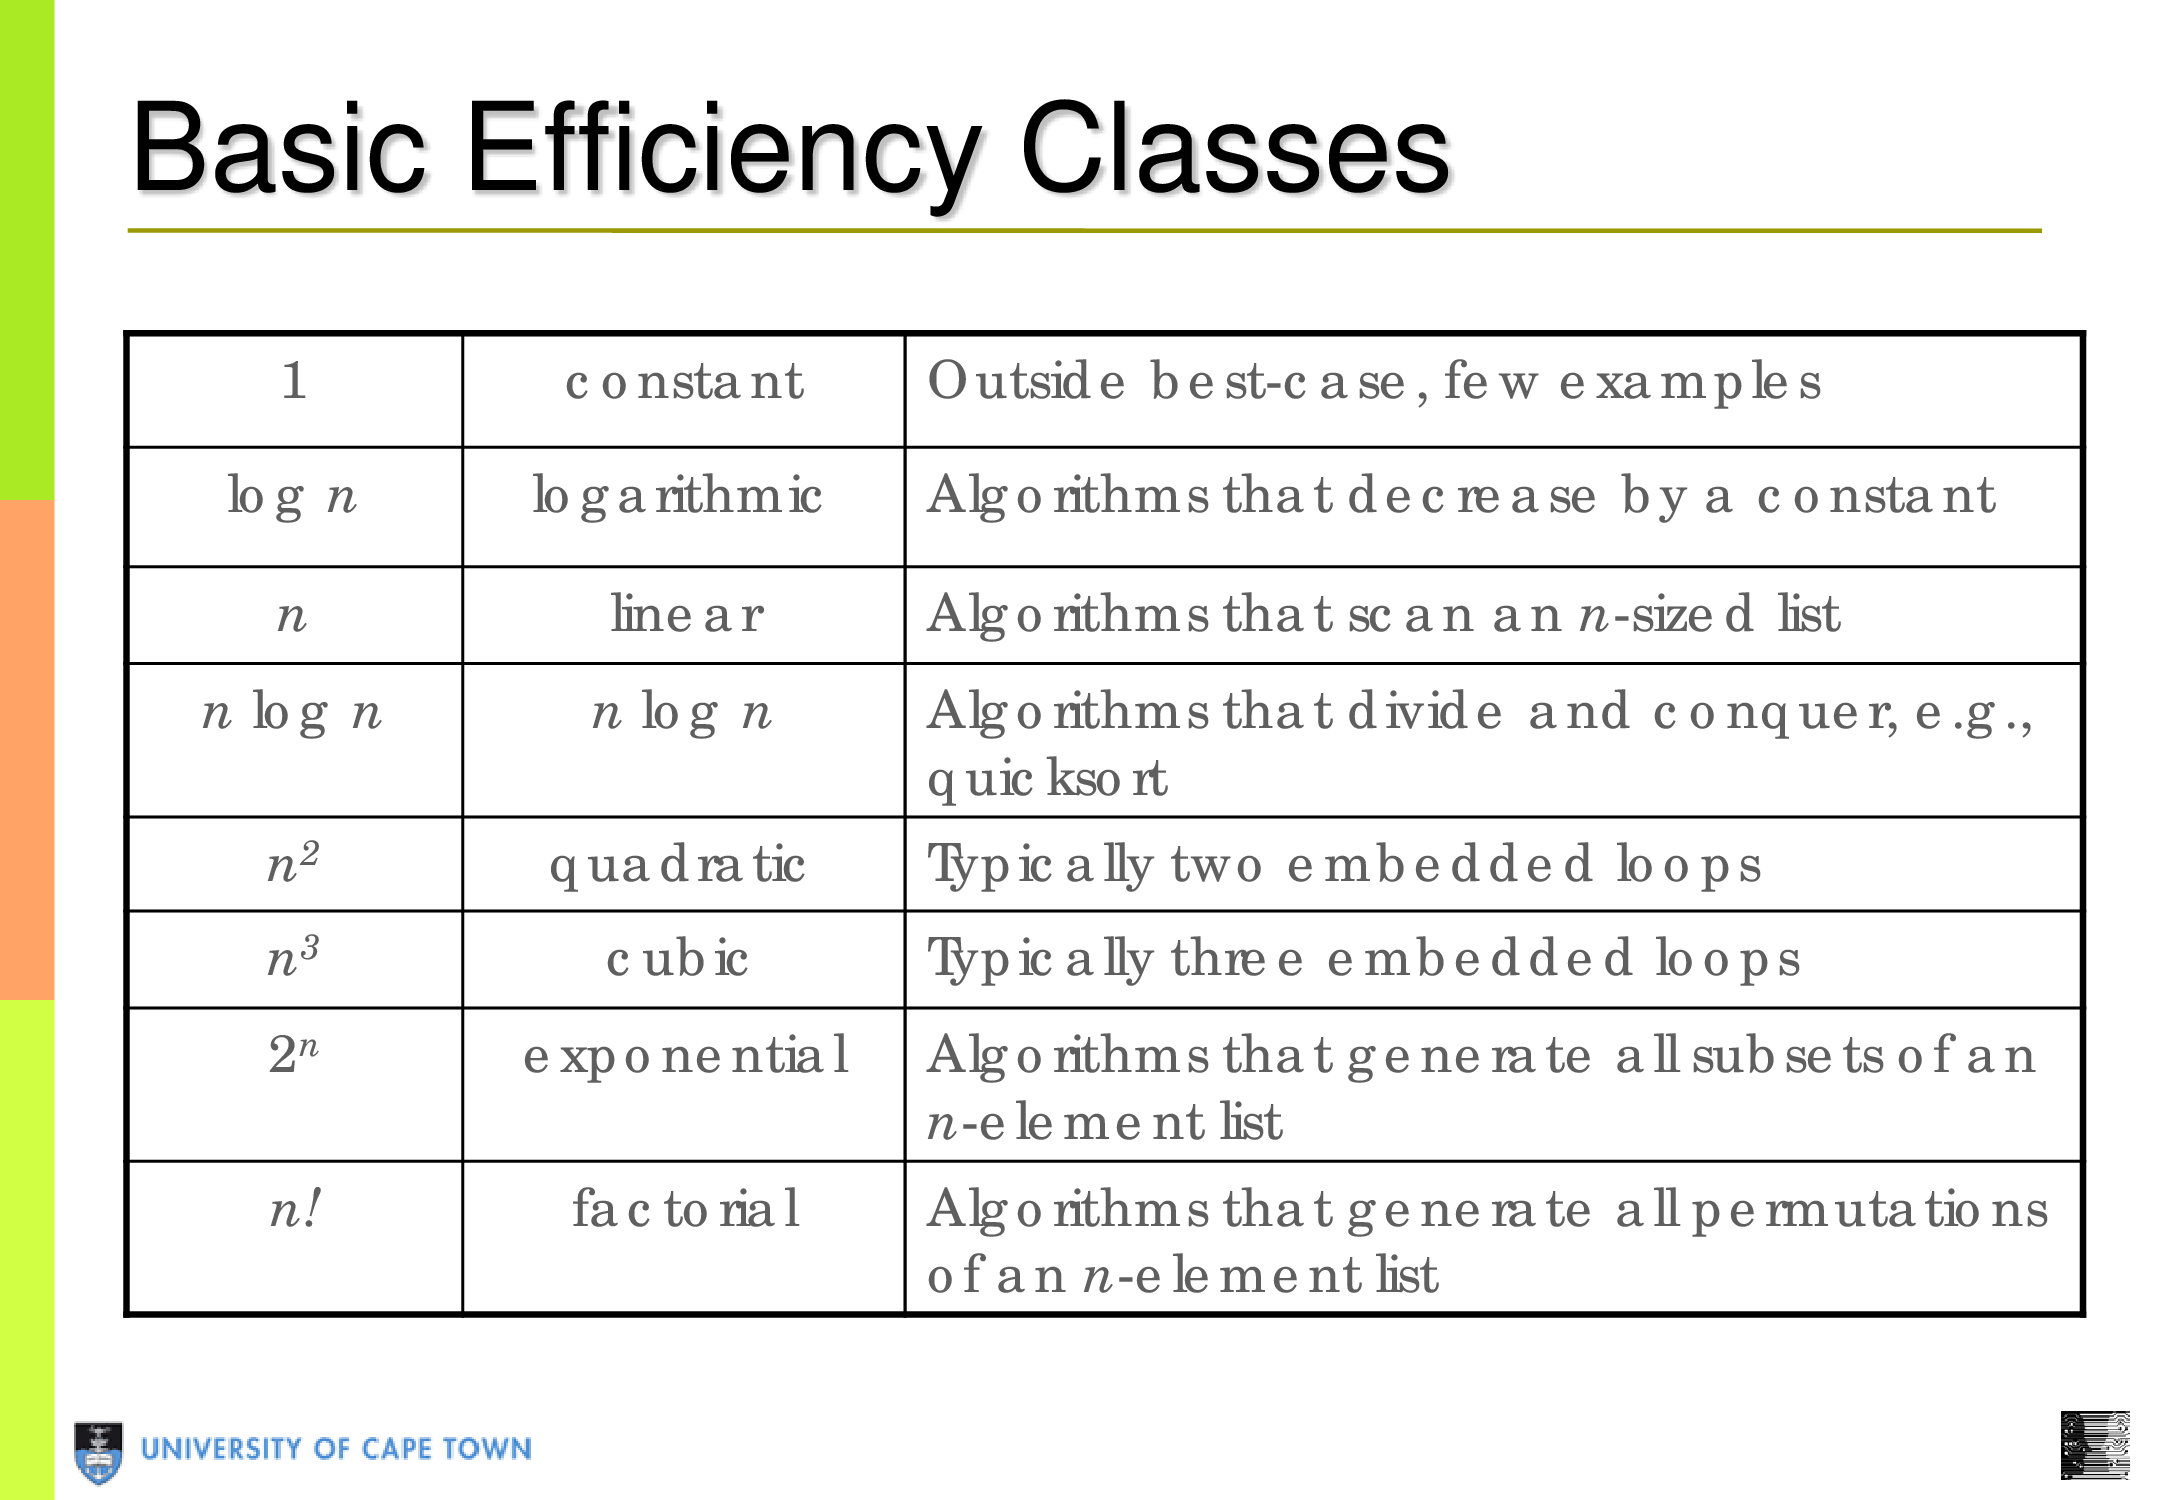 Basic Efficiency Classes
1 constant Outside best-case, few examples
log n logarithmic Algorithms that decrease by a constant
n linear Algorithms that scan an n-sized list
n log n n log n Algorithms that divide and conquer, e.g.,
quicksort
n² quadratic Typically two embedded loops
n³ cubic Typically three embedded loops
2ⁿ exponential Algorithms that generate all subsets of an
n-element list
n! factorial Algorithms that generate all permutations
of an n-element list
UNIVERSITY OF CAPE TOWN